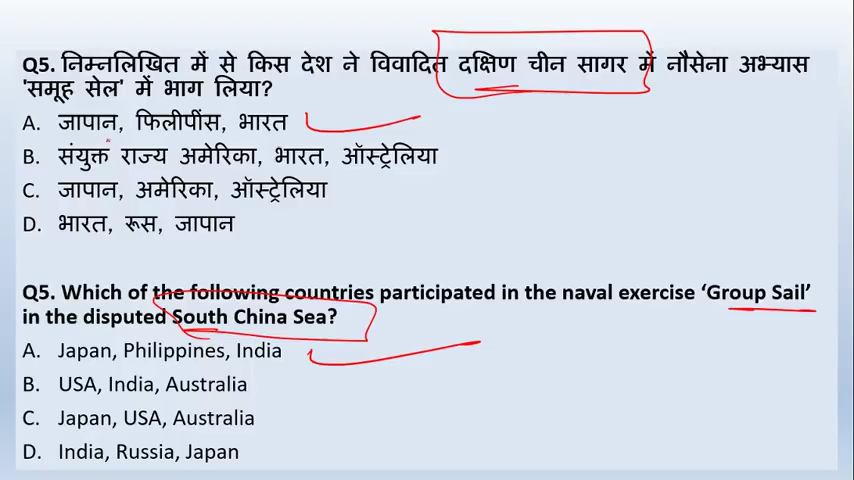 Q5. निम्नलिखित में से किस देश ने विवादित दक्षिण चीन सागर में नौसेना अभ्यास
'समूह सेल' में भाग लिया?
A. जापान, फिलीपींस, भारत
B. संयुक्त राज्य अमेरिका, भारत, ऑस्ट्रेलिया
C. जापान, अमेरिका, ऑस्ट्रेलिया
D. भारत, रूस, जापान
Q5. Which of the following countries participated in the naval exercise ‘Group Sail’
in the disputed South China Sea?
A. Japan, Philippines, India
B. USA, India, Australia
C. Japan, USA, Australia
D. India, Russia, Japan